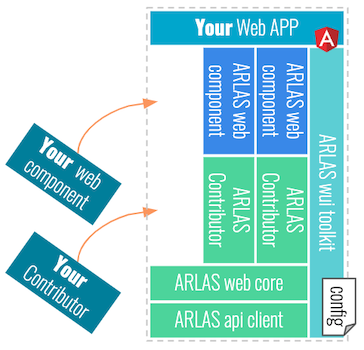 Your Web APP
ARLAS web
component
ARLAS web
component
ARLAS
Contributor
ARLAS
Contributor
ARLAS wui toolkit
Your web
component
Your
Contributor
ARLAS web core
ARLAS api client
config
A